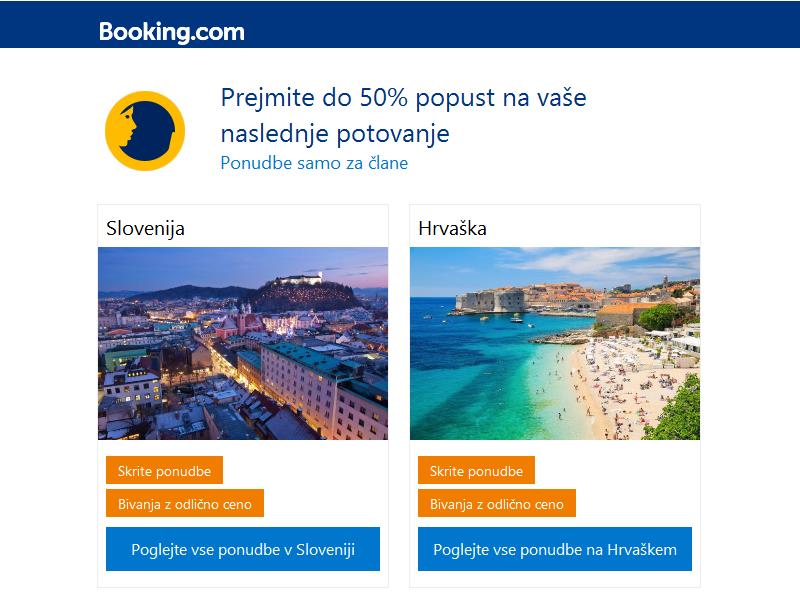 Booking.com
Prejmite do 50% popust na vaše
naslednje potovanje
Ponudbe samo za člane
Slovenija
Hrvaška
Skrite ponudbe
Bivanja z odlično ceno
Poglejte vse ponudbe v Sloveniji
Skrite ponudbe
Bivanja z odlično ceno
Poglejte vse ponudbe na Hrvaškem